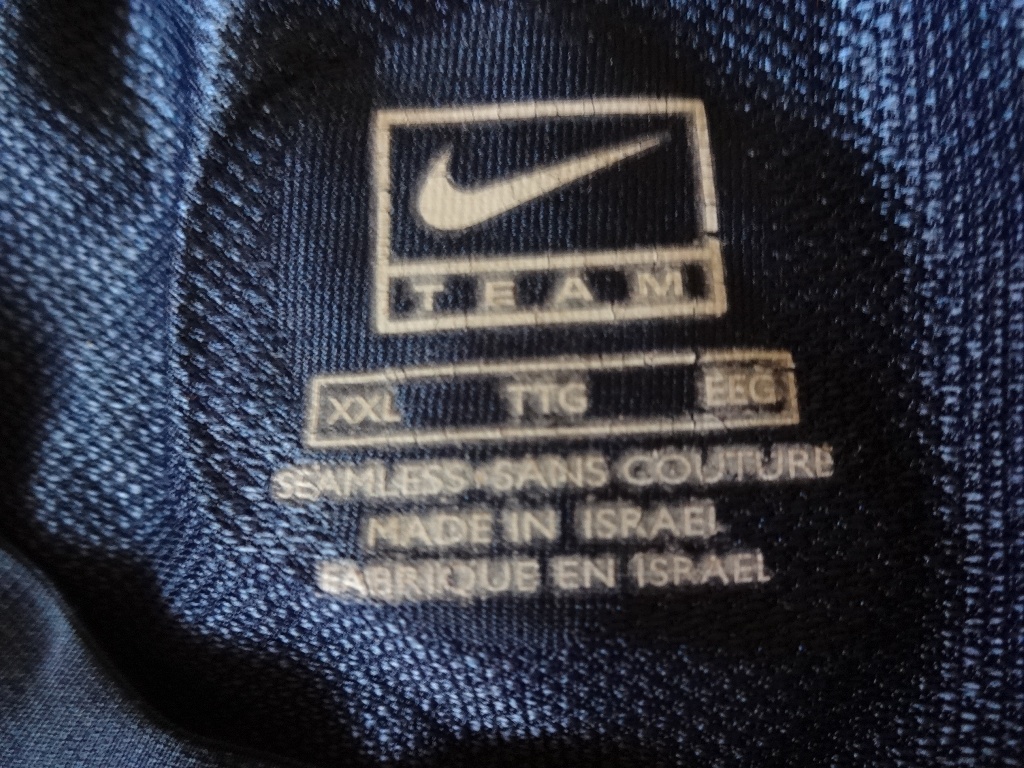 TEAM
XXL TTG EEG
SEAMLESS•SANS COUTURE
MADE IN ISRAEL
FABRIQUE EN ISRAEL